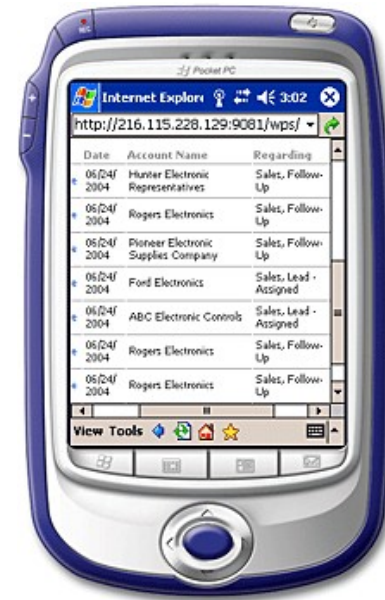 REC
Pocket PC
Internet Explore 3:02
http://216.115.228.129:9081/wps/
Date Account Name Regarding
06/24/ Hunter Electronic Sales, Follow-
2004 Representatives Up
06/24/ Rogers Electronics Sales, Follow-
2004 Up
06/24/ Pioneer Electronic Sales, Follow-
2004 Supplies Company Up
06/24/ Ford Electronics Sales, Lead -
2004 Assigned
06/24/ ABC Electronic Controls Sales, Lead -
2004 Assigned
06/24/ Rogers Electronics Sales, Follow-
2004 Up
06/24/ Rogers Electronics Sales, Follow-
2004 Up
View Tools